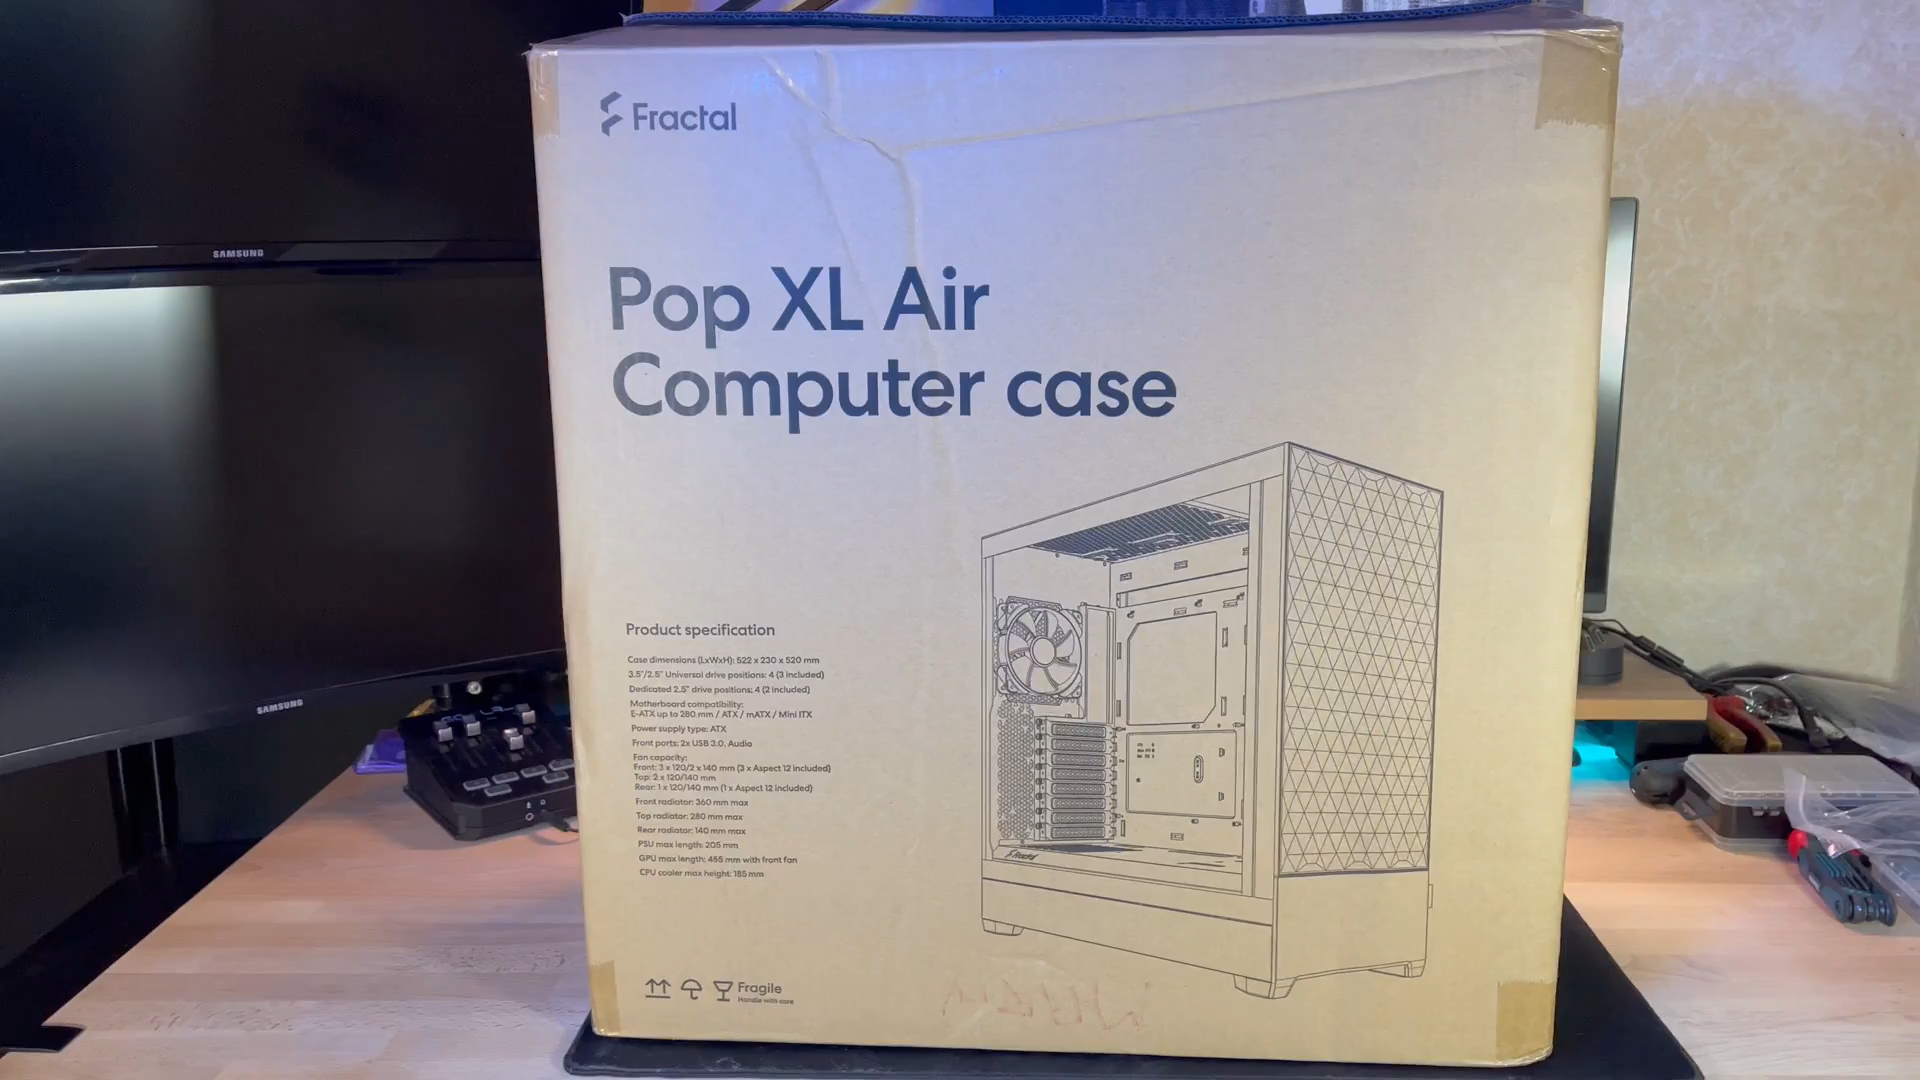 SAMSUNG
SAMSUNG
Fractal
Pop XL Air
Computer case
Product specification
Case dimensions (LxWxH): 522 x 230 x 520 mm
3.5"/2.5" Universal drive positions: 4 (3 included)
Dedicated 2.5" drive positions: 4 (2 included)
Motherboard compatibility:
E-ATX up to 280 mm / ATX / mATX / Mini ITX
Power supply type: ATX
Front ports: 2x USB 3.0, Audio
Fan capacity:
Front: 3 x 120/2 x 140 mm (3 x Aspect 12 included)
Top: 2 x 120/140 mm
Rear: 1 x 120/140 mm (1 x Aspect 12 included)
Front radiator: 360 mm max
Top radiator: 280 mm max
Rear radiator: 140 mm max
PSU max length: 205 mm
GPU max length: 455 mm with front fan
CPU cooler max height: 185 mm
Fractal
Fragile
Handle with care